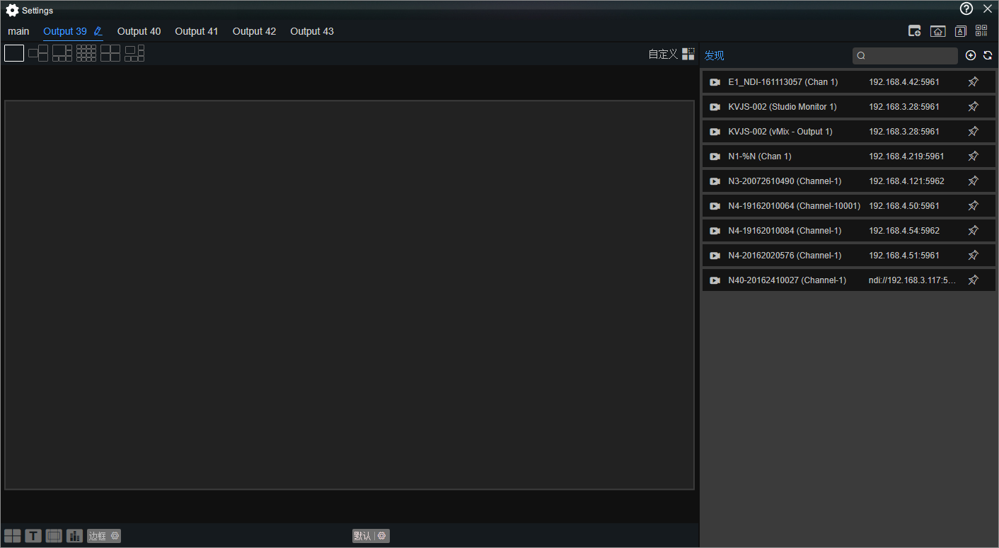 Settings
main Output 39 Output 40 Output 41 Output 42 Output 43
自定义
发现
E1_NDI-161113057 (Chan 1) 192.168.4.42:5961
KVJS-002 (Studio Monitor 1) 192.168.3.28:5961
KVJS-002 (vMix - Output 1) 192.168.3.28:5961
N1-%N (Chan 1) 192.168.4.219:5961
N3-20072610490 (Channel-1) 192.168.4.121:5962
N4-19162010064 (Channel-10001) 192.168.4.50:5961
N4-19162010084 (Channel-1) 192.168.4.54:5962
N4-20162020576 (Channel-1) 192.168.4.51:5961
N40-20162410027 (Channel-1) ndi://192.168.3.117:5...
T 边框 默认